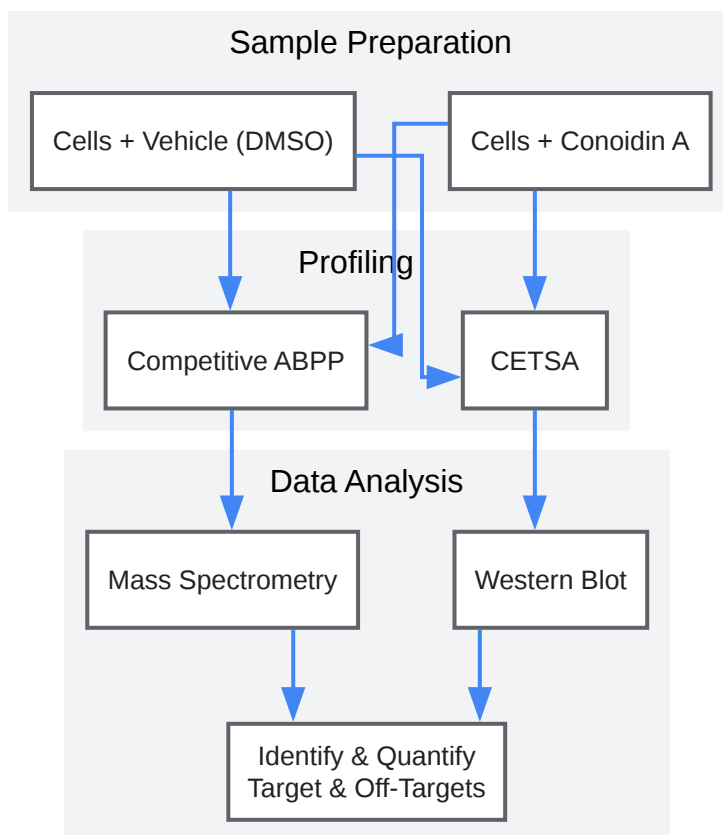 Sample Preparation
Cells + Vehicle (DMSO)
Cells + Conoidin A
Profiling
Competitive ABPP
CETSA
Data Analysis
Mass Spectrometry
Western Blot
Identify & Quantify
Target & Off-Targets